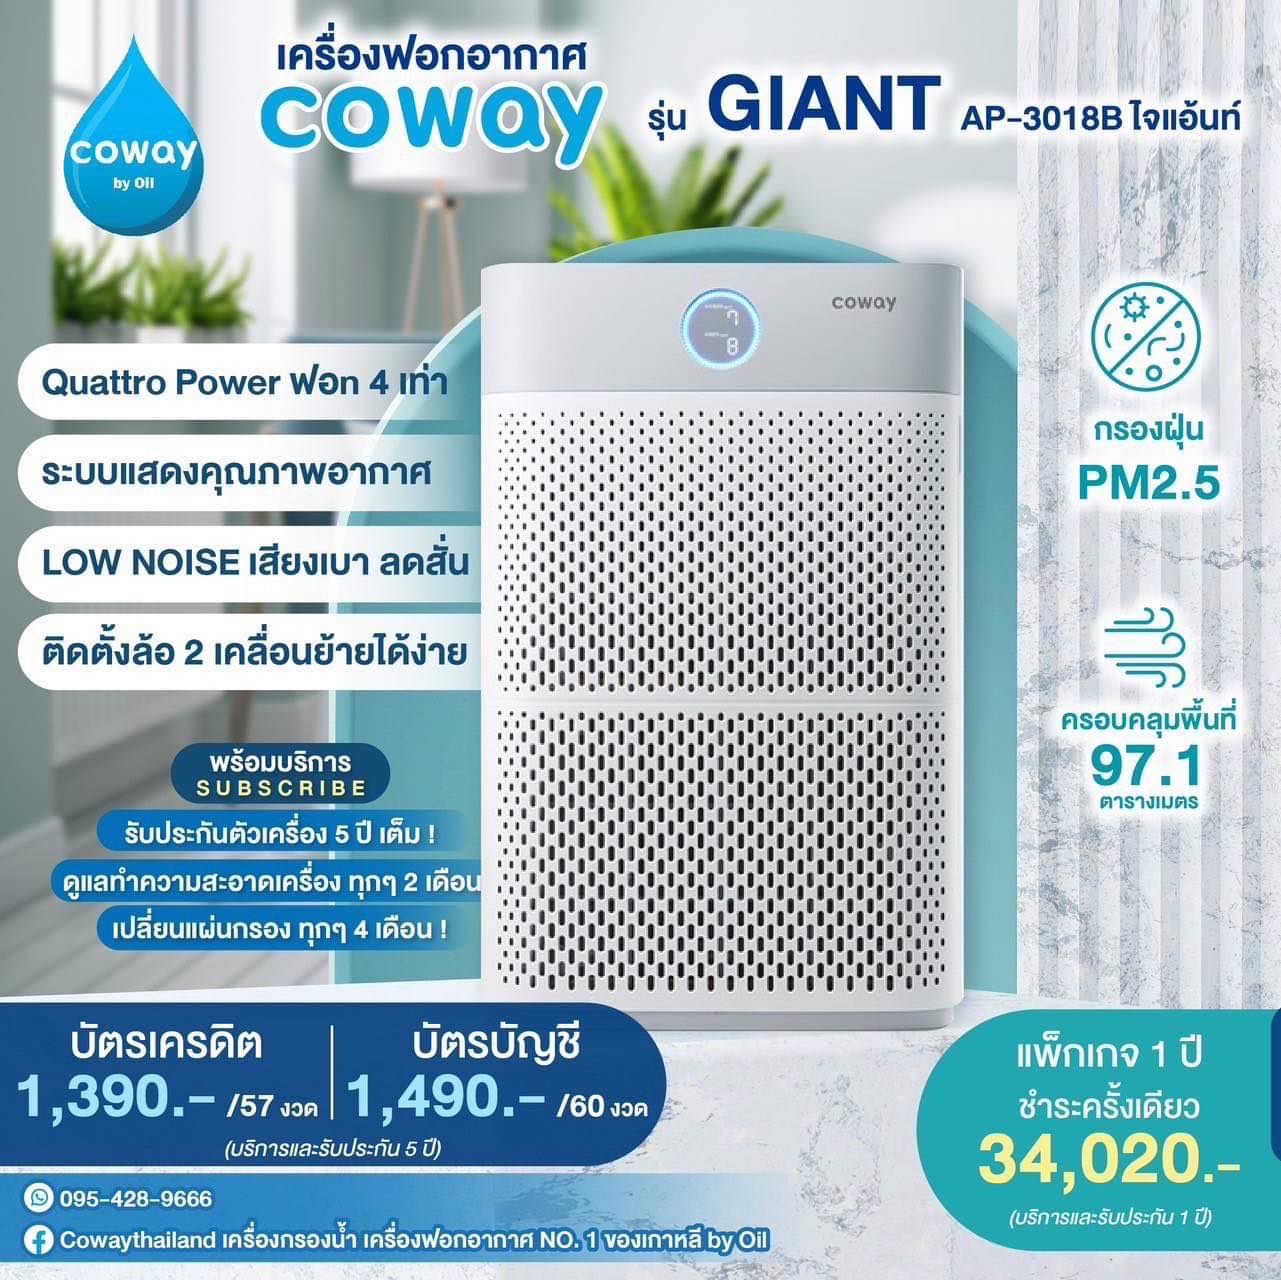 เครื่องฟอกอากาศ
coway
รุ่น GIANT AP-3018B ไจแอ้นท์
coway
by Oil
coway
7
8
Quattro Power ฟอก 4 เท่า
ระบบแสดงคุณภาพอากาศ
LOW NOISE เสียงเบา ลดสั่น
ติดตั้งล้อ 2 เคลื่อนย้ายได้ง่าย
กรองฝุ่น
PM2.5
ครอบคลุมพื้นที่
97.1
ตารางเมตร
พร้อมบริการ
SUBSCRIBE
รับประกันตัวเครื่อง 5 ปี เต็ม !
ดูแลทำความสะอาดเครื่อง ทุกๆ 2 เดือน
เปลี่ยนแผ่นกรอง ทุกๆ 4 เดือน !
บัตรเครดิต
1,390.- /57 งวด
บัตรบัญชี
1,490.- /60 งวด
(บริการและรับประกัน 5 ปี)
แพ็กเกจ 1 ปี
ชำระครั้งเดียว
34,020.-
(บริการและรับประกัน 1 ปี)
095-428-9666
Cowaythailand เครื่องกรองน้ำ เครื่องฟอกอากาศ NO. 1 ของเกาหลี by Oil